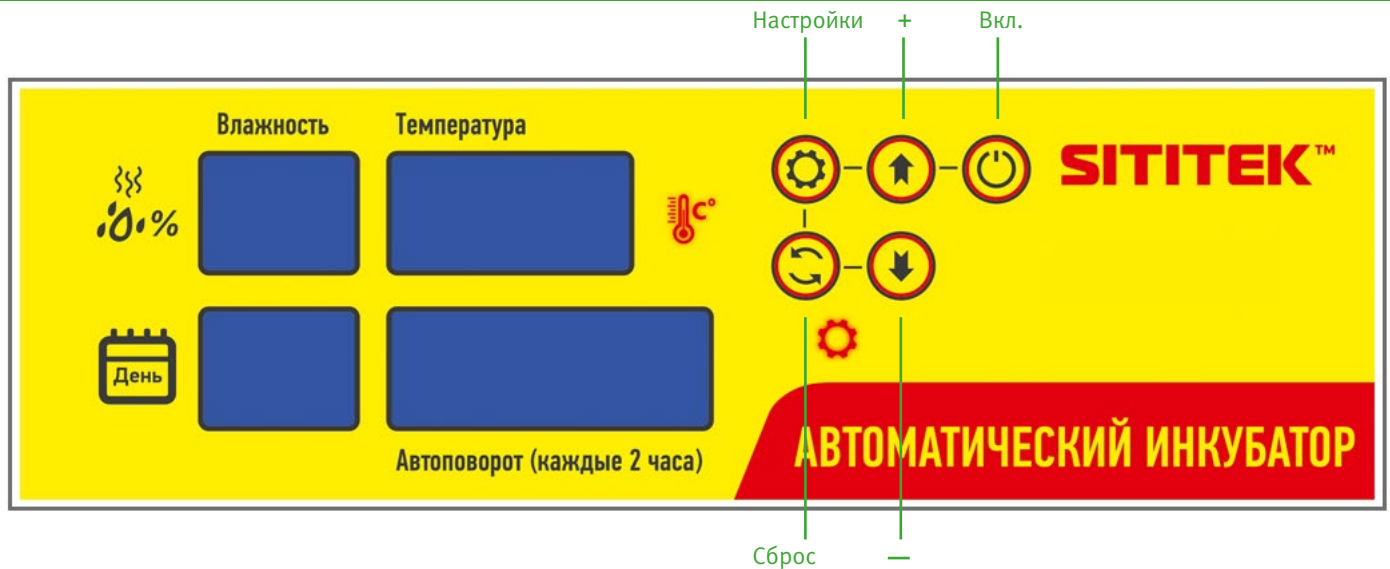 Настройки + Вкл.
Влажность Температура
% C°
SITITEK™
День
Автоповорот (каждые 2 часа)
АВТОМАТИЧЕСКИЙ ИНКУБАТОР
Сброс —